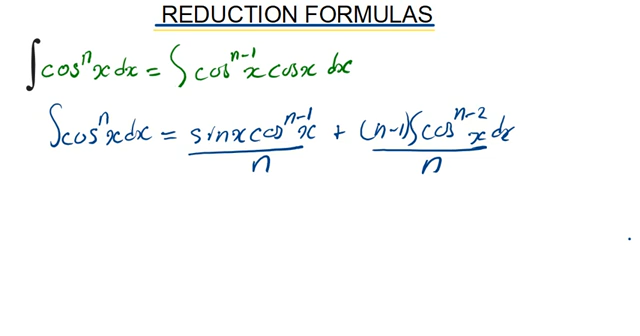 REDUCTION FORMULAS
∫cosⁿx dx = ∫cosⁿ⁻¹x cosx dx
∫cosⁿx dx = (sinx cosⁿ⁻¹x)/n + ((n-1)∫cosⁿ⁻²x dx)/n